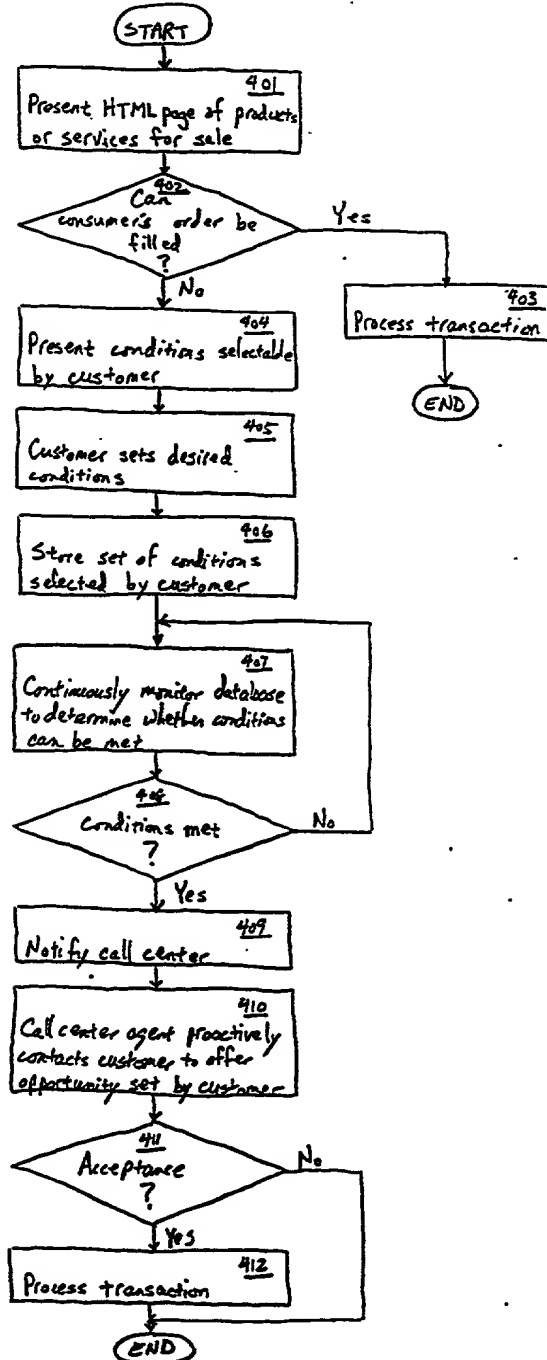 START
401
Present HTML page of products
or services for sale
402
Can
consumer's order be
filled
?
Yes
No
403
Process transaction
END
404
Present conditions selectable
by customer
405
Customer sets desired
conditions
406
Store set of conditions
selected by customer
407
Continuously monitor database
to determine whether conditions
can be met
408
Conditions met
?
No
Yes
409
Notify call center
410
Call center agent proactively
contacts customer to offer
opportunity set by customer
411
Acceptance
?
No
Yes
412
Process transaction
END